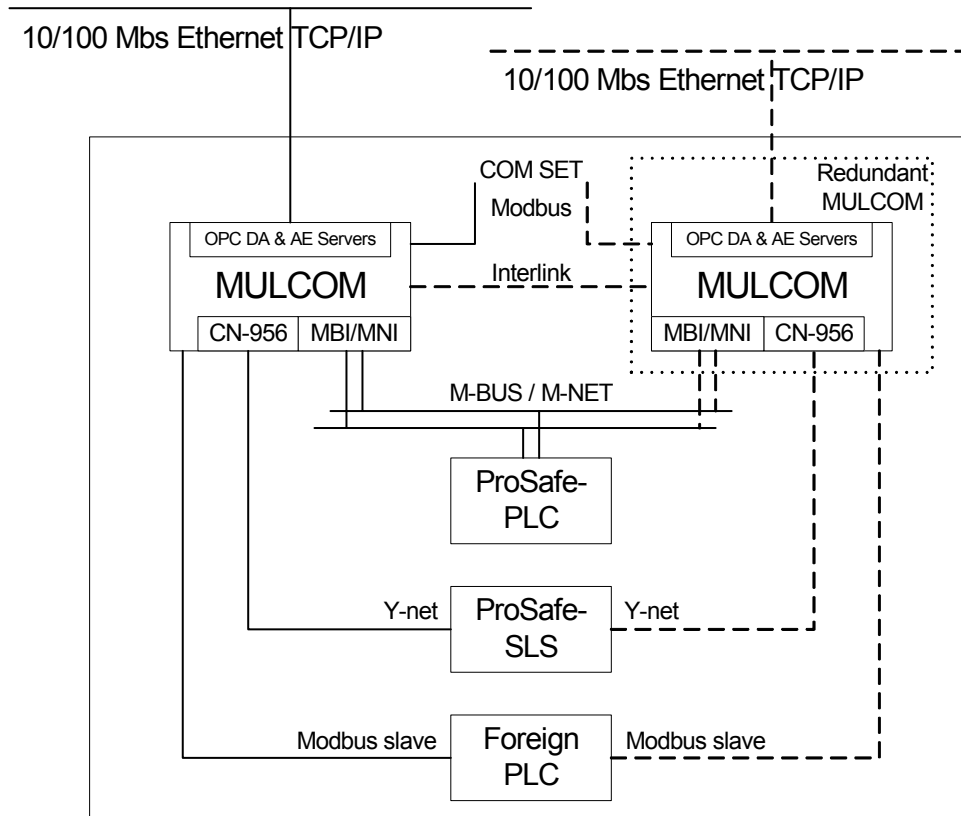 10/100 Mbs Ethernet TCP/IP
10/100 Mbs Ethernet TCP/IP
COM SET
Modbus
Redundant
MULCOM
OPC DA & AE Servers
MULCOM
CN-956
MBI/MNI
Interlink
OPC DA & AE Servers
MULCOM
MBI/MNI
CN-956
M-BUS / M-NET
ProSafe-
PLC
Y-net
ProSafe-
SLS
Y-net
Modbus slave
Foreign
PLC
Modbus slave